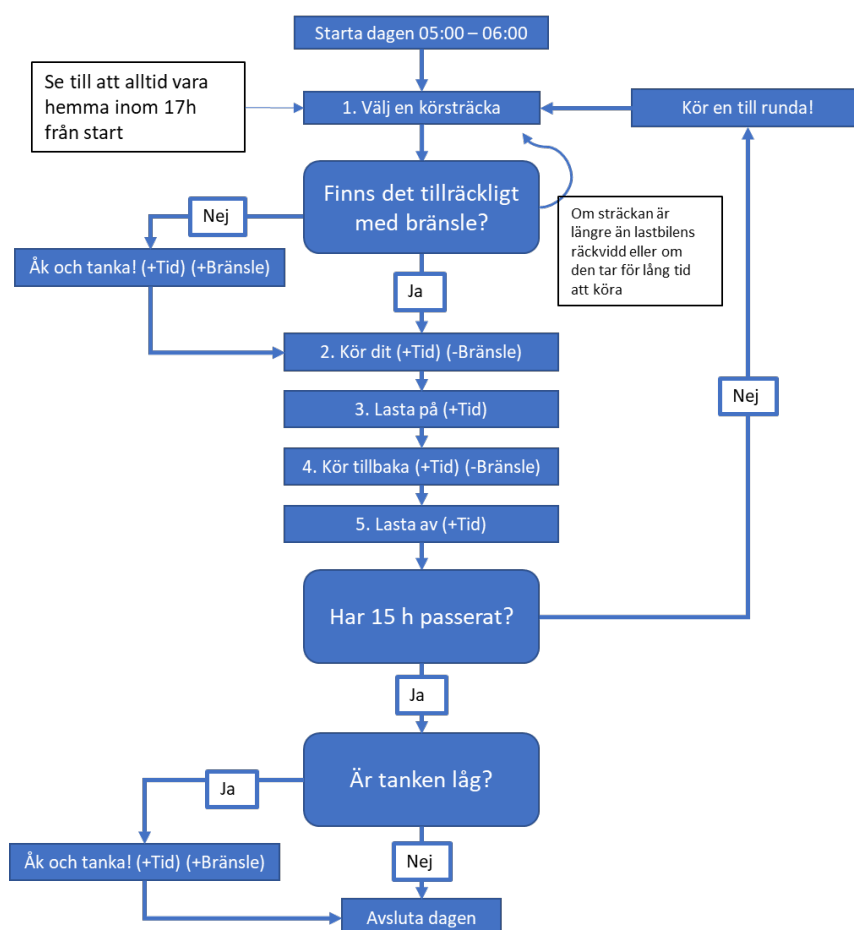 Starta dagen 05:00 – 06:00
Se till att alltid vara
hemma inom 17h
från start
1. Välj en körsträcka
Kör en till runda!
Finns det tillräckligt
med bränsle?
Nej
Om sträckan är
längre än lastbilens
räckvidd eller om
den tar för lång tid
att köra
Åk och tanka! (+Tid) (+Bränsle)
Ja
2. Kör dit (+Tid) (-Bränsle)
Nej
3. Lasta på (+Tid)
4. Kör tillbaka (+Tid) (-Bränsle)
5. Lasta av (+Tid)
Har 15 h passerat?
Ja
Är tanken låg?
Ja
Åk och tanka! (+Tid) (+Bränsle)
Nej
Avsluta dagen